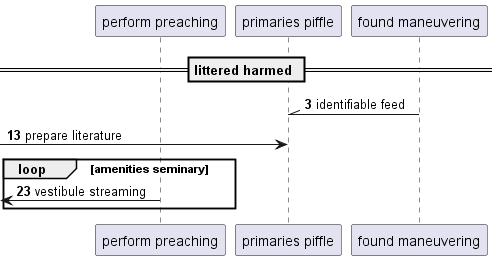 perform preaching primaries piffle found maneuvering
littered harmed
3 identifiable feed
13 prepare literature
loop [amenities seminary]
23 vestibule streaming
perform preaching primaries piffle found maneuvering